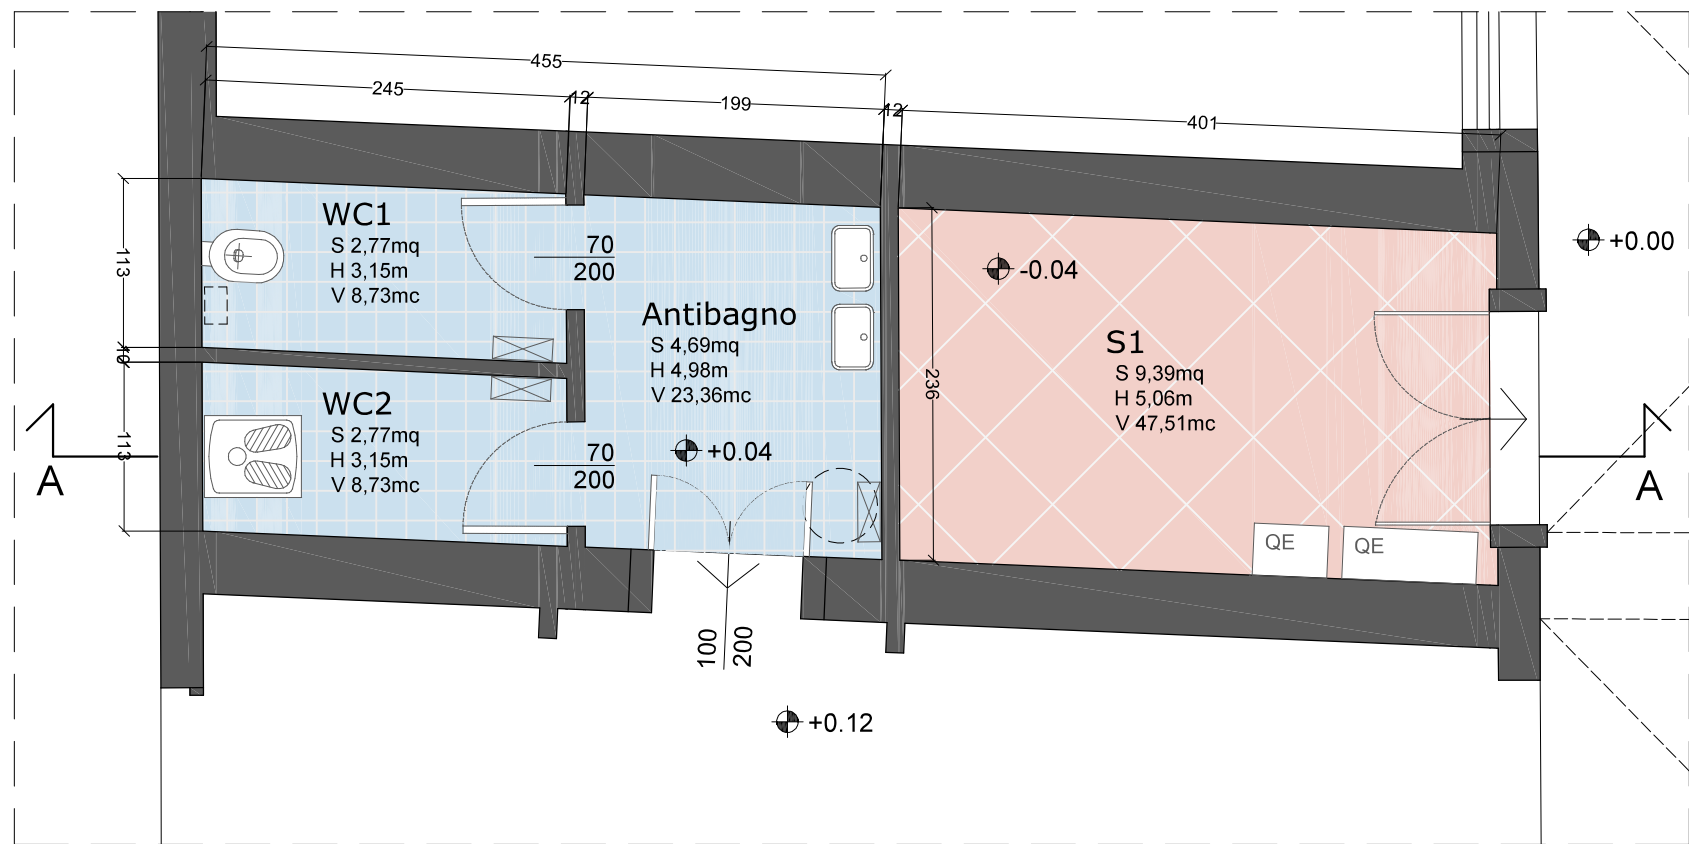 455
245
12
199
12
401
113
10
113
WC1
S 2,77mq
H 3,15m
V 8,73mc
70
200
Antibagno
S 4,69mq
H 4,98m
V 23,36mc
+0.04
WC2
S 2,77mq
H 3,15m
V 8,73mc
70
200
100
200
236
-0.04
S1
S 9,39mq
H 5,06m
V 47,51mc
QE
QE
+0.00
A
A
+0.12